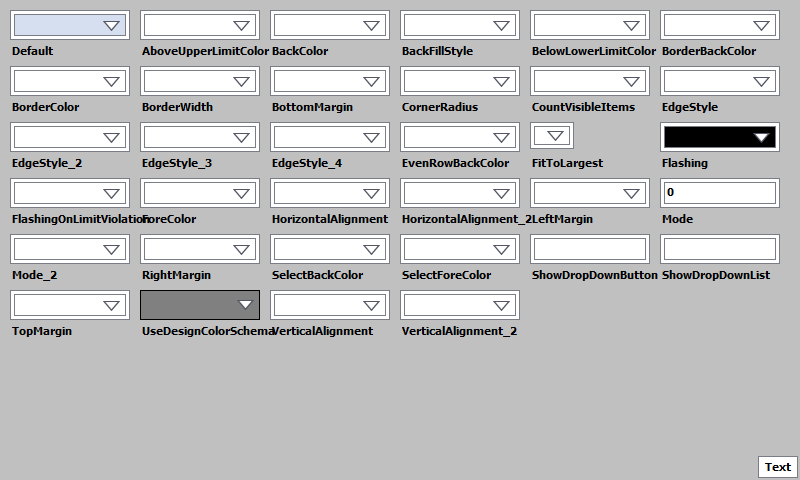 Default AboveUpperLimitColor BackColor BackFillStyle BelowLowerLimitColor BorderBackColor
BorderColor BorderWidth BottomMargin CornerRadius CountVisibleItems EdgeStyle
EdgeStyle_2 EdgeStyle_3 EdgeStyle_4 EvenRowBackColor FitToLargest Flashing
0
FlashingOnLimitViolation ForeColor HorizontalAlignment HorizontalAlignment_2 LeftMargin Mode
Mode_2 RightMargin SelectBackColor SelectForeColor ShowDropDownButton ShowDropDownList
TopMargin UseDesignColorSchema VerticalAlignment VerticalAlignment_2
Text